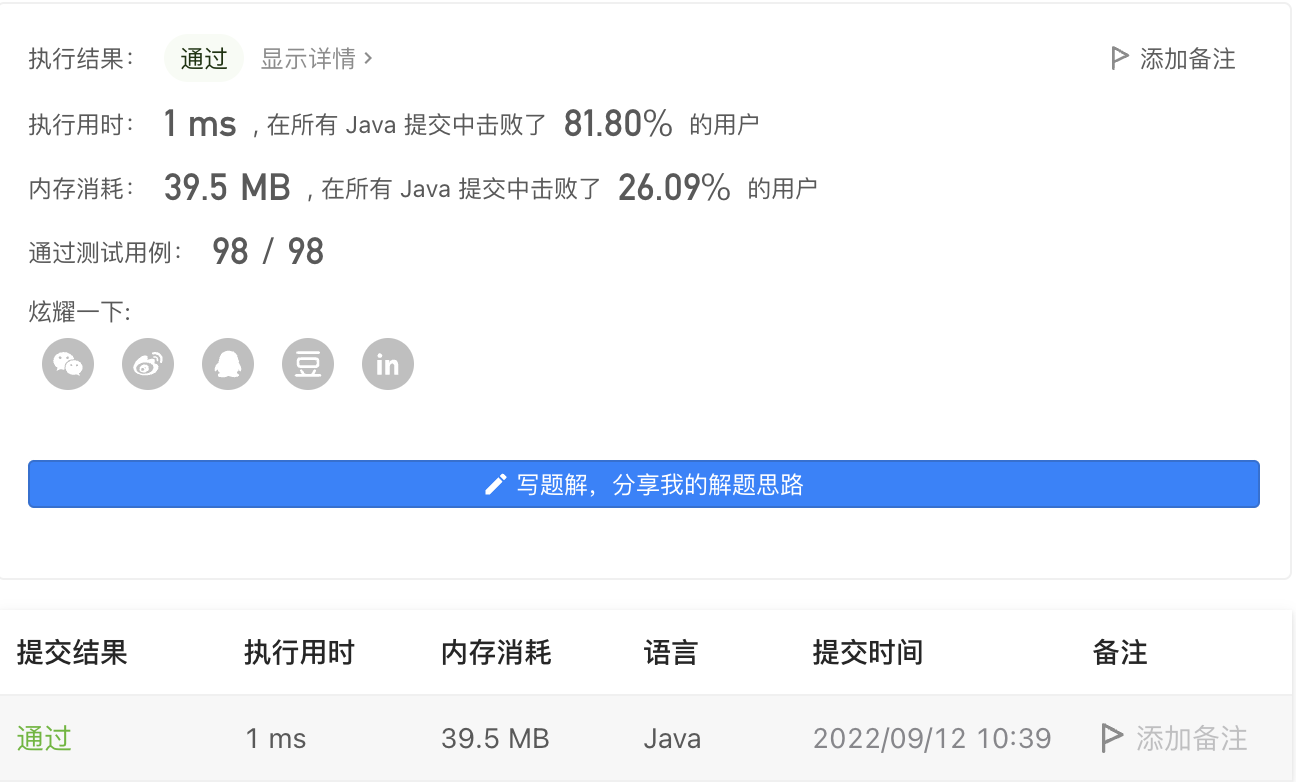 执行结果： 通过 显示详情 › 添加备注
执行用时： 1 ms ，在所有 Java 提交中击败了 81.80% 的用户
内存消耗： 39.5 MB ，在所有 Java 提交中击败了 26.09% 的用户
通过测试用例： 98 / 98
炫耀一下:
豆 in
写题解，分享我的解题思路
提交结果 执行用时 内存消耗 语言 提交时间 备注
通过 1 ms 39.5 MB Java 2022/09/12 10:39 添加备注